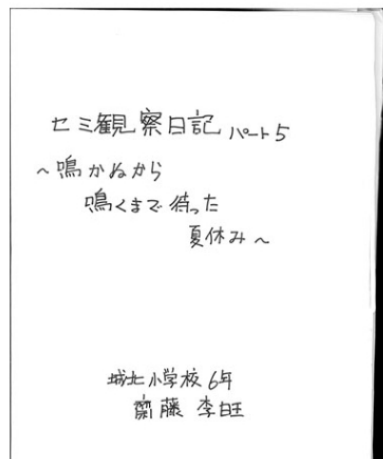 セミ観察日記 パート5
~鳴かぬから
鳴くまで待った
夏休み~
城北小学校 6年
齋藤 李旺